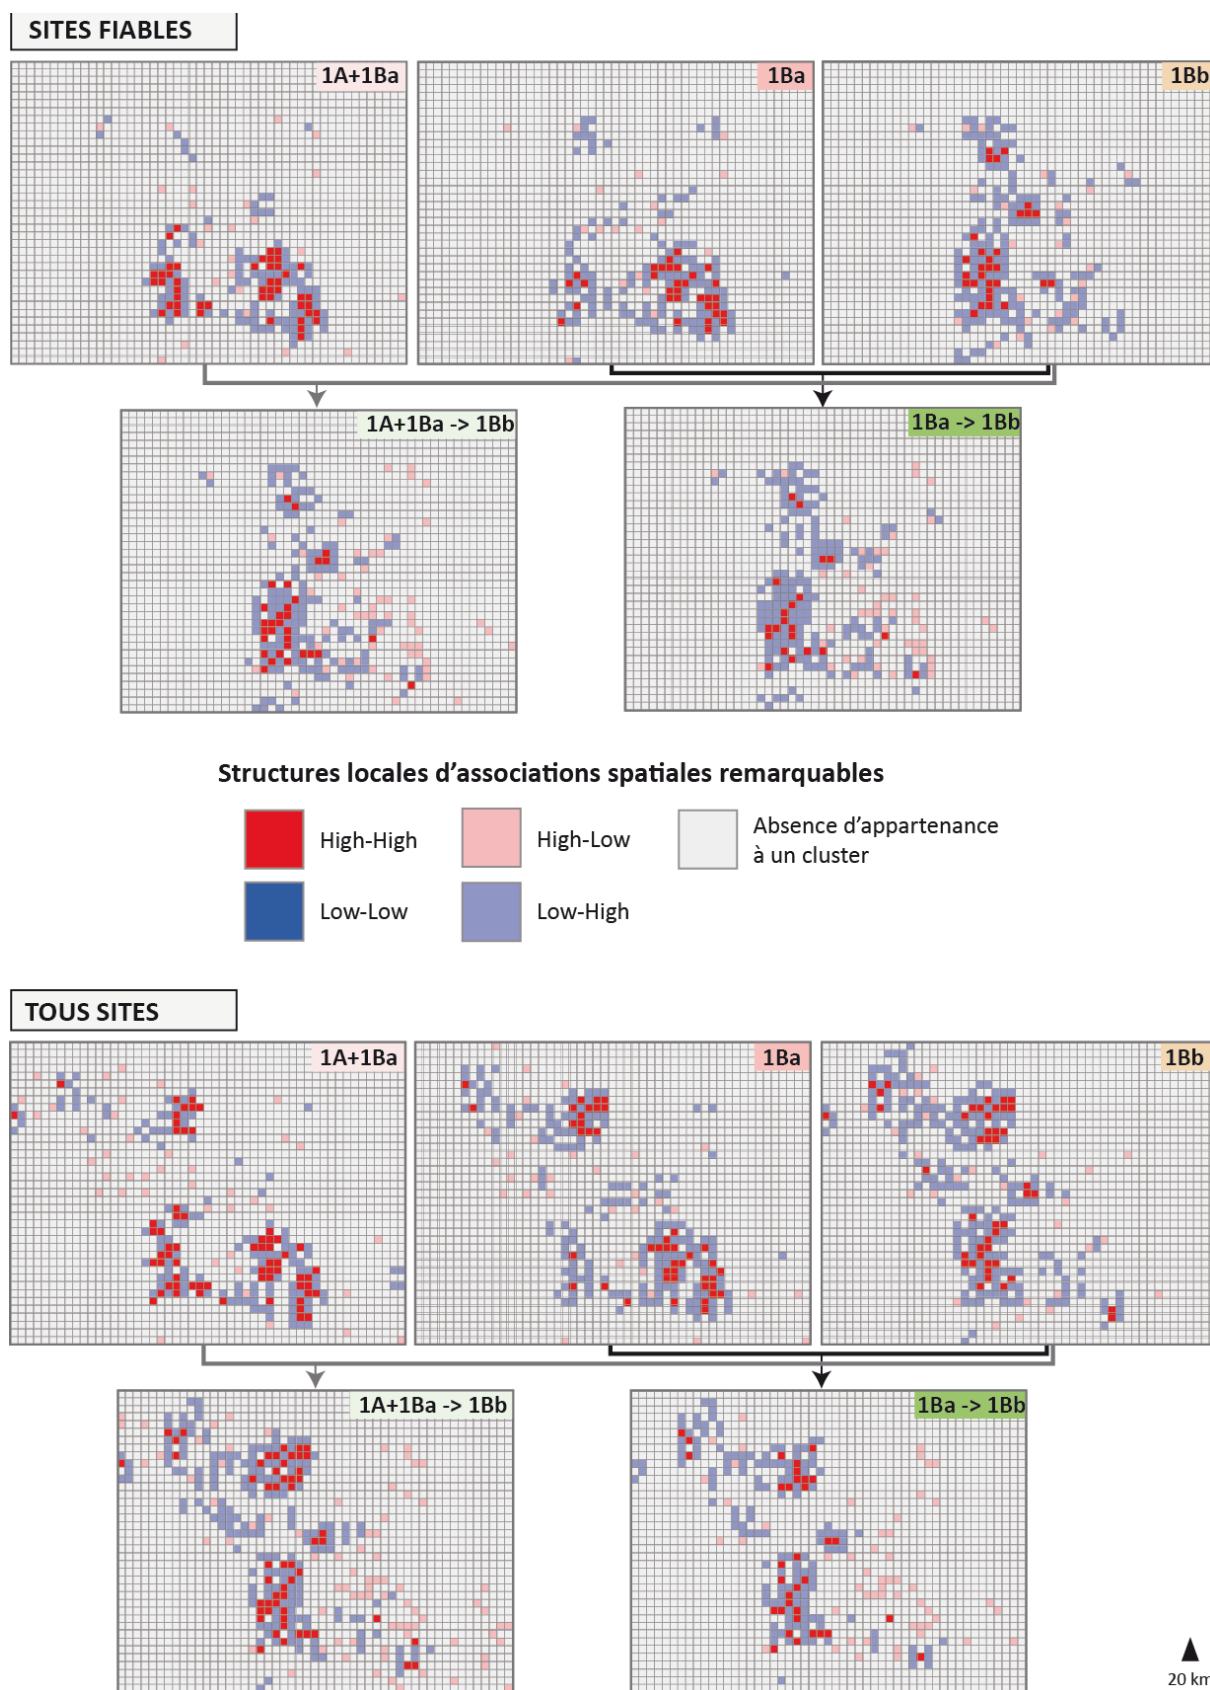 SITES FIABLES
1A+1Ba
1Ba
1Bb
1A+1Ba -> 1Bb
1Ba -> 1Bb
Structures locales d'associations spatiales remarquables
High-High
High-Low
Absence d'appartenance
à un cluster
Low-Low
Low-High
TOUS SITES
1A+1Ba
1Ba
1Bb
1A+1Ba -> 1Bb
1Ba -> 1Bb
20 km